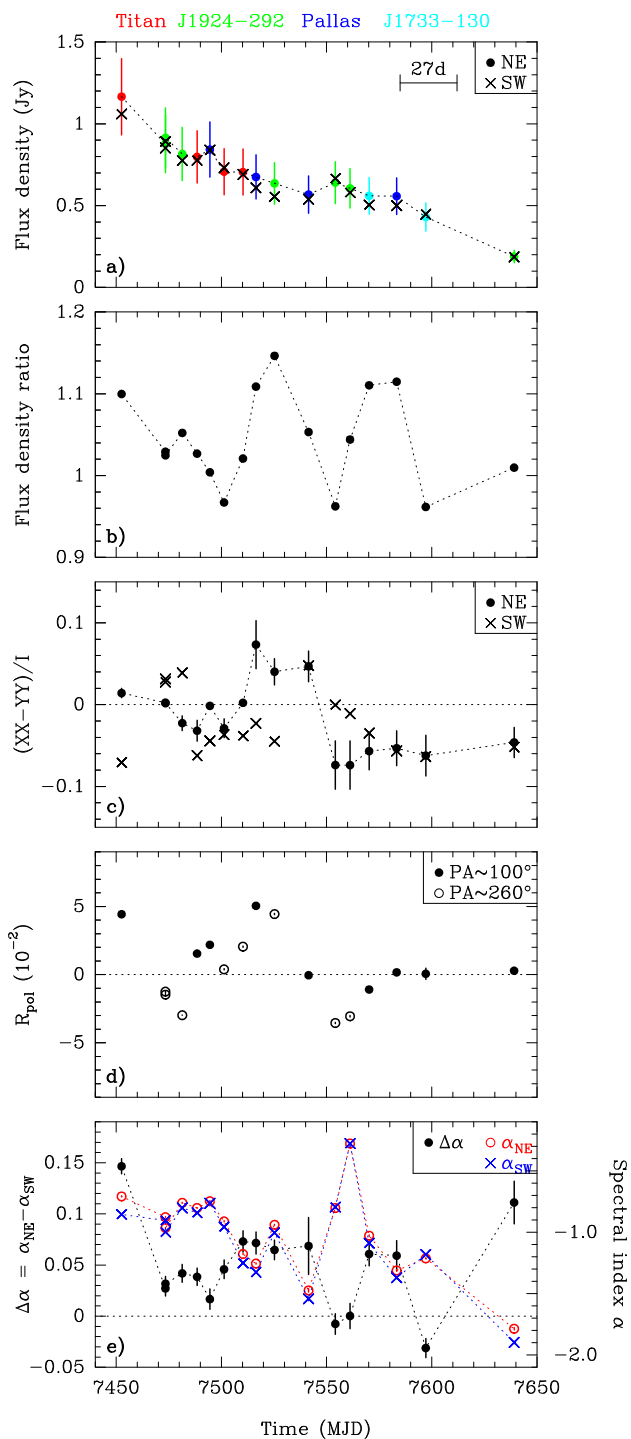 Titan J1924−292 Pallas J1733−130
1.5
1
0.5
0
Flux density (Jy)
27d
NE
SW
a)
1.2
1.1
1
0.9
Flux density ratio
b)
0.1
0
−0.1
(XX−YY)/I
NE
SW
c)
5
0
−5
R_pol (10^−2)
PA~100°
PA~260°
d)
0.15
0.1
0.05
0
−0.05
Δα = α_NE−α_SW
Δα α_NE
α_SW
−1.0
−2.0
Spectral index α
e)
7450 7500 7550 7600 7650
Time (MJD)